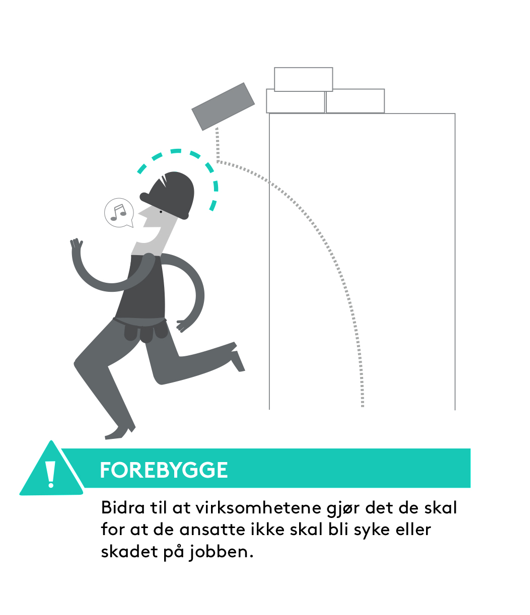 FOREBYGGE
Bidra til at virksomhetene gjør det de skal
for at de ansatte ikke skal bli syke eller
skadet på jobben.